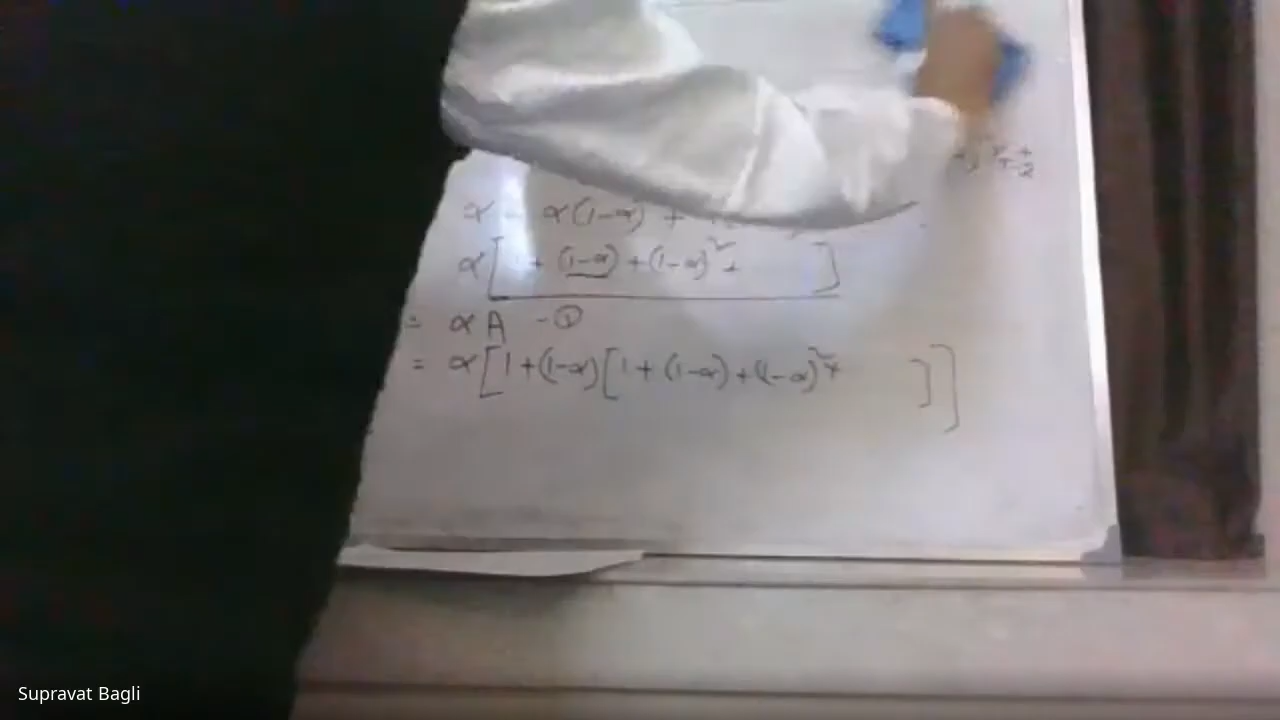 α + α(1-α) +
α[1 + (1-α) + (1-α)² + ]
= αA - ①
= α[1+(1-α)[1+(1-α)+(1-α)²+ ]]
Supravat Bagli